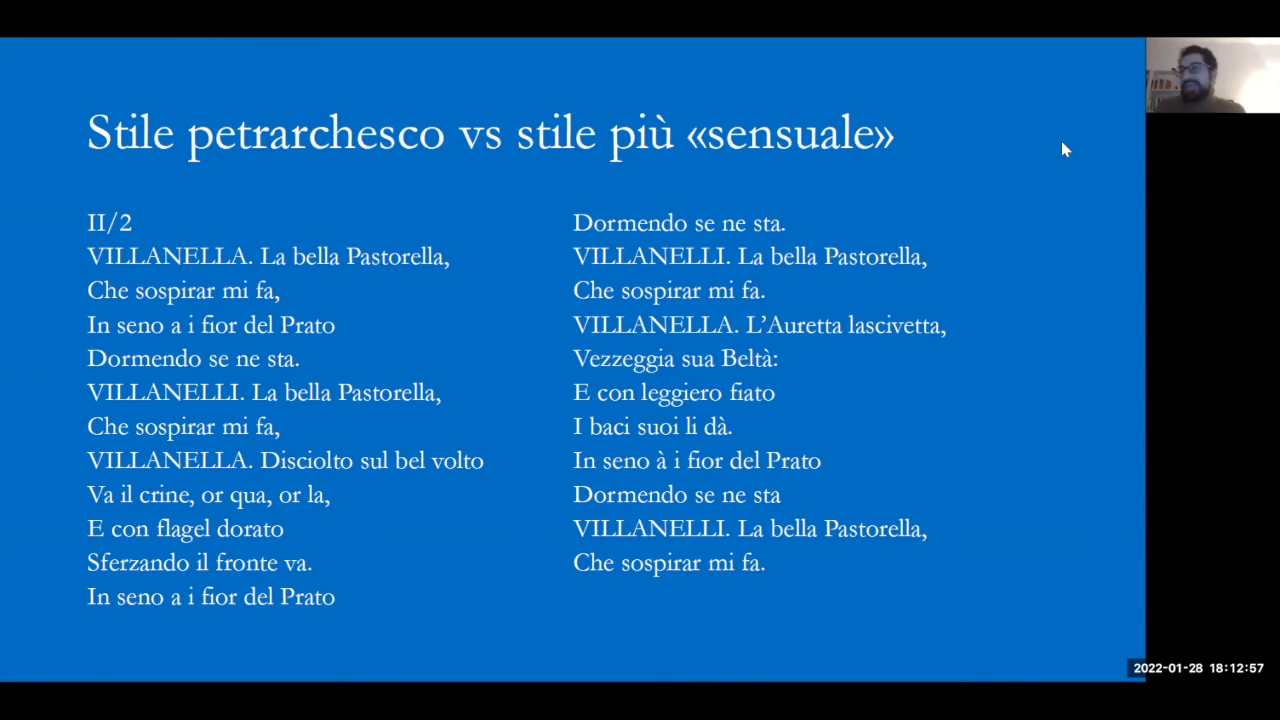 Stile petrarchesco vs stile più «sensuale»
II/2
VILLANELLA. La bella Pastorella,
Che sospirar mi fa,
In seno a i fior del Prato
Dormendo se ne sta.
VILLANELLI. La bella Pastorella,
Che sospirar mi fa,
VILLANELLA. Disciolto sul bel volto
Va il crine, or qua, or la,
E con flagel dorato
Sferzando il fronte va.
In seno a i fior del Prato
Dormendo se ne sta.
VILLANELLI. La bella Pastorella,
Che sospirar mi fa.
VILLANELLA. L’Auretta lascivetta,
Vezzeggia sua Beltà:
E con leggiero fiato
I baci suoi li dà.
In seno à i fior del Prato
Dormendo se ne sta
VILLANELLI. La bella Pastorella,
Che sospirar mi fa.
2022-01-28 18:12:57